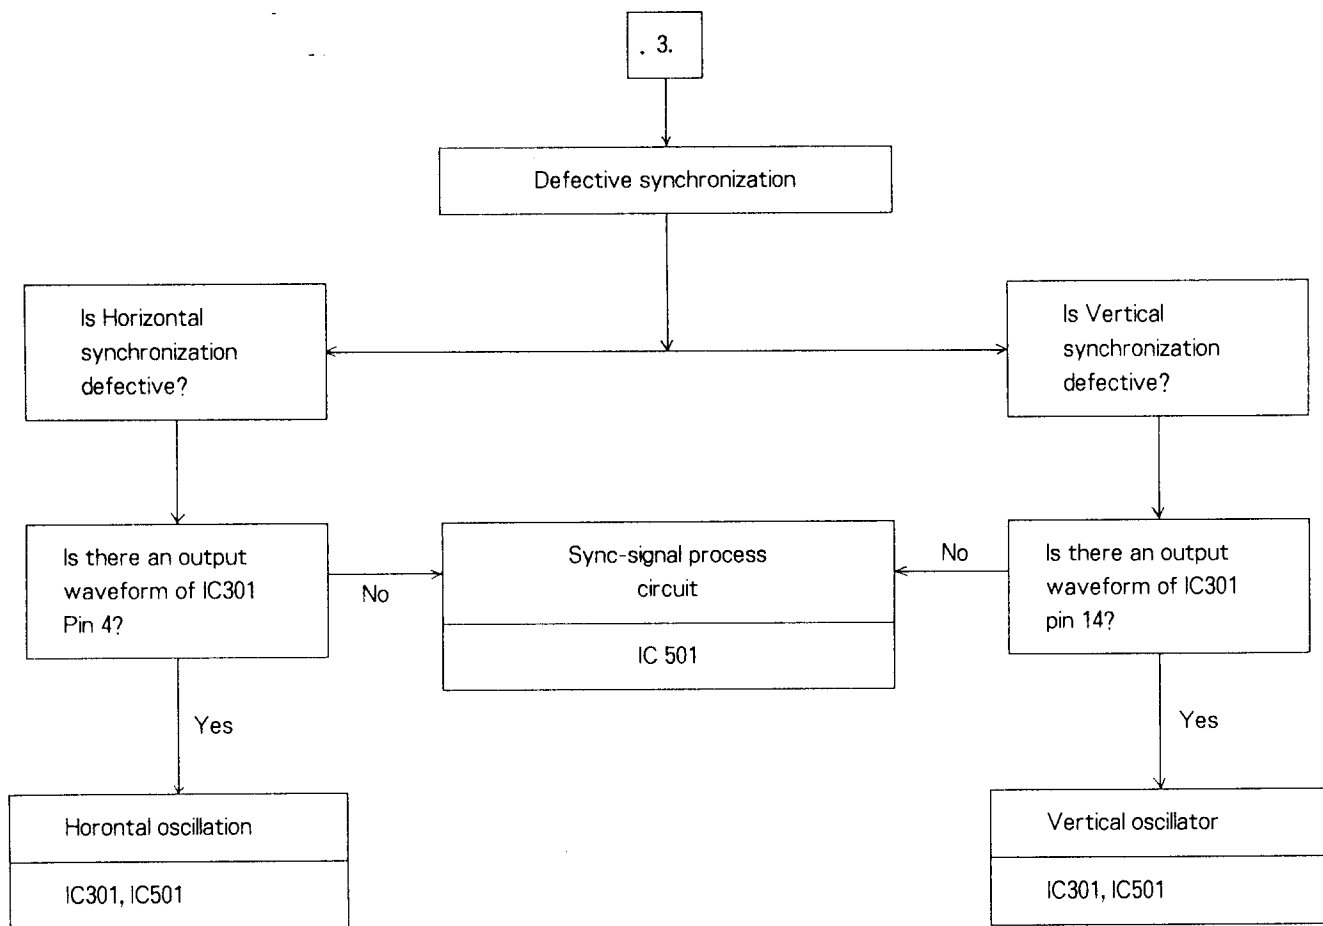 3.
Defective synchronization
Is Horizontal
synchronization
defective?
Is Vertical
synchronization
defective?
Is there an output
waveform of IC301
Pin 4?
No
Sync-signal process
circuit
IC 501
No
Is there an output
waveform of IC301
pin 14?
Yes
Yes
Horontal oscillation
IC301, IC501
Vertical oscillator
IC301, IC501